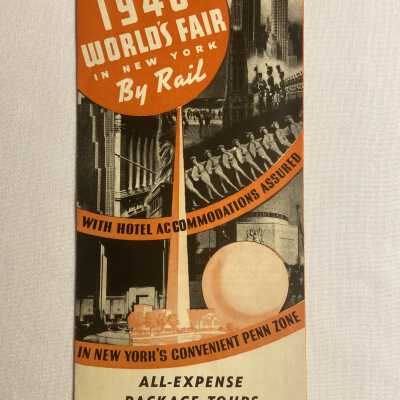 1940
WORLD'S FAIR
IN NEW YORK
By Rail
WITH HOTEL ACCOMMODATIONS ASSURED
IN NEW YORK'S CONVENIENT PENN ZONE
ALL-EXPENSE
PACKAGE TOURS